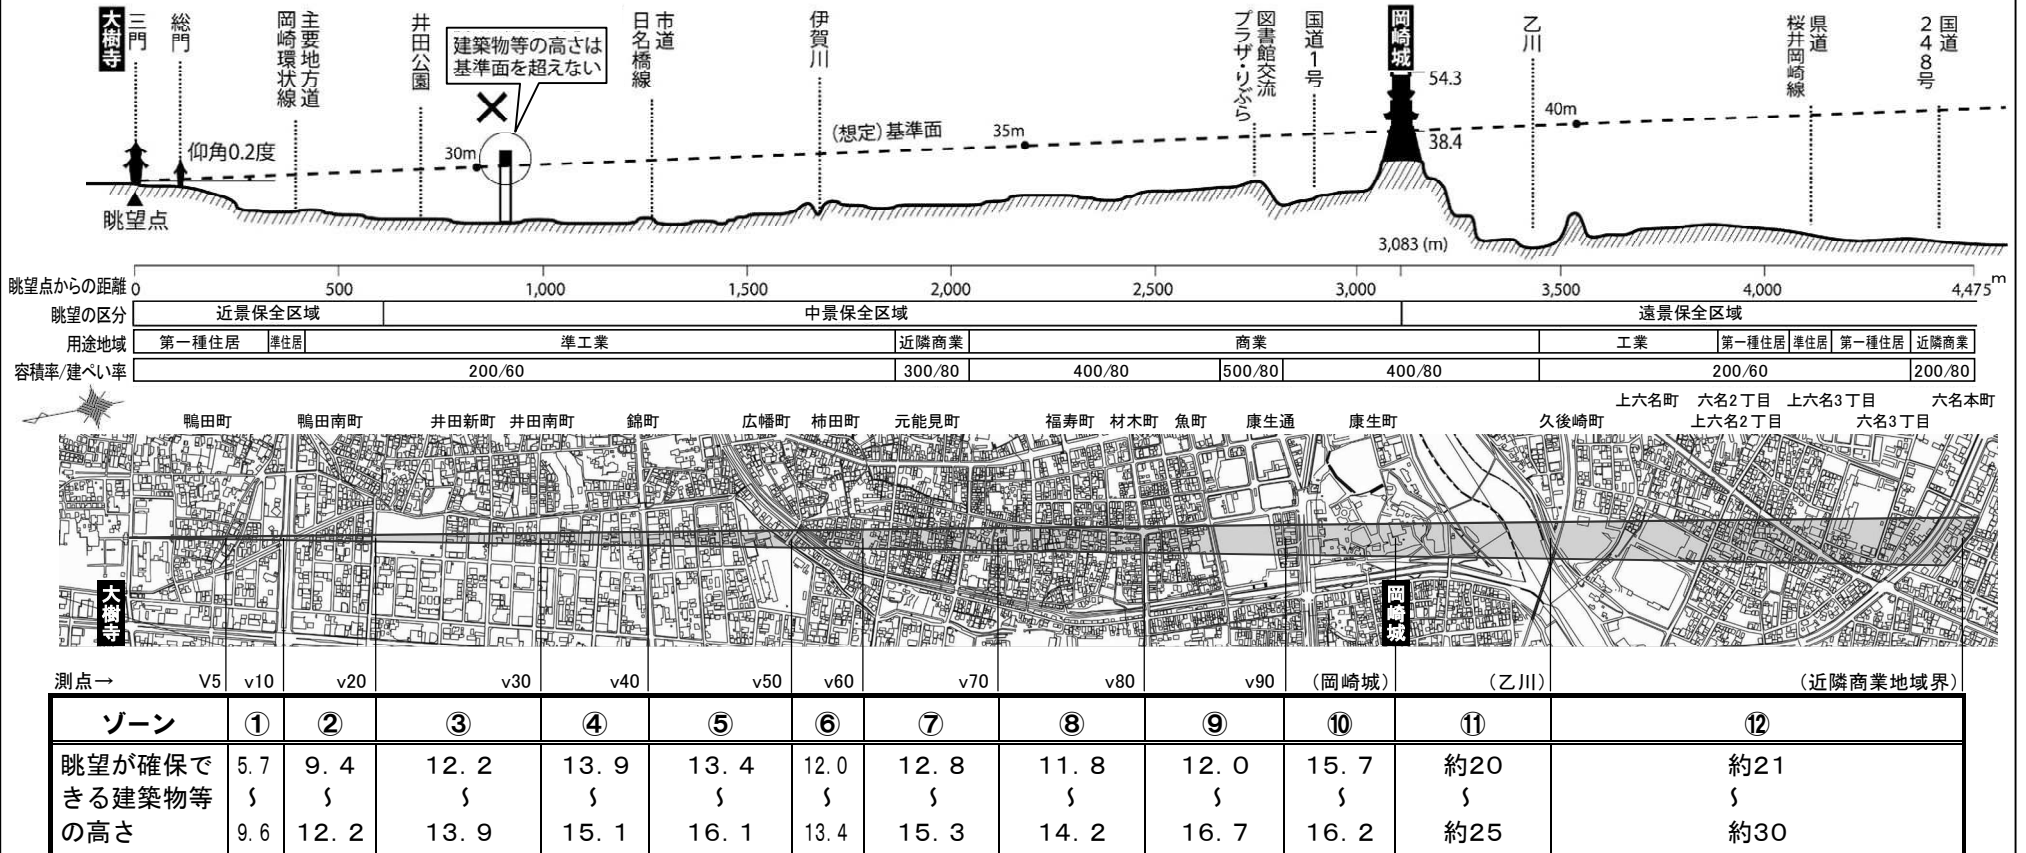 大樹寺
三門
総門
主要地方道
岡崎環状線
井田公園
建築物等の高さは
基準面を超えない
市道
日名橋線
伊賀川
図書館交流
プラザ・りぶら
国道1号
岡崎城
乙川
県道
桜井岡崎線
国道
248号
54.3
38.4
40m
35m
(想定)基準面
30m
仰角0.2度
眺望点
3,083 (m)
眺望点からの距離 0 500 1,000 1,500 2,000 2,500 3,000 3,500 4,000 4,475 m
眺望の区分 近景保全区域 中景保全区域 遠景保全区域
用途地域 第一種住居 準住居 準工業 近隣商業 商業 工業 第一種住居 準住居 第一種住居 近隣商業
容積率/建ぺい率 200/60 300/80 400/80 500/80 400/80 200/60 200/80
上六名町 六名2丁目 上六名3丁目 六名本町
鴨田町 鴨田南町 井田新町 井田南町 錦町 広幡町 柿田町 元能見町 福寿町 材木町 魚町 康生通 康生町 久後崎町 上六名2丁目 六名3丁目
大樹寺
岡崎城
測点→ V5 v10 v20 v30 v40 v50 v60 v70 v80 v90 (岡崎城) (乙川) (近隣商業地域界)
ゾーン ① ② ③ ④ ⑤ ⑥ ⑦ ⑧ ⑨ ⑩ ⑪ ⑫
眺望が確保で 5.7 9.4 12.2 13.9 13.4 12.0 12.8 11.8 12.0 15.7 約20 約21
きる建築物等 〜 〜 〜 〜 〜 〜 〜 〜 〜 〜 〜 〜
の高さ 9.6 12.2 13.9 15.1 16.1 13.4 15.3 14.2 16.7 16.2 約25 約30